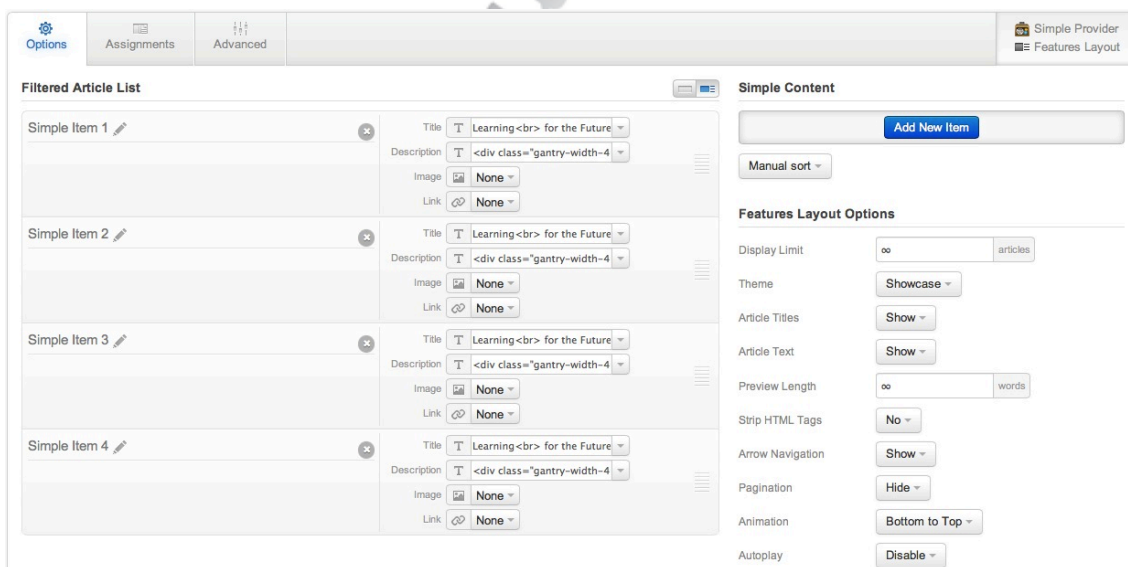 Options
Assignments
Advanced
Simple Provider
Features Layout
Filtered Article List
Simple Item 1
Title T Learning<br> for the Future
Description T <div class="gantry-width-4
Image None
Link None
Simple Item 2
Title T Learning<br> for the Future
Description T <div class="gantry-width-4
Image None
Link None
Simple Item 3
Title T Learning<br> for the Future
Description T <div class="gantry-width-4
Image None
Link None
Simple Item 4
Title T Learning<br> for the Future
Description T <div class="gantry-width-4
Image None
Link None
Simple Content
Add New Item
Manual sort
Features Layout Options
Display Limit ∞ articles
Theme Showcase
Article Titles Show
Article Text Show
Preview Length ∞ words
Strip HTML Tags No
Arrow Navigation Show
Pagination Hide
Animation Bottom to Top
Autoplay Disable